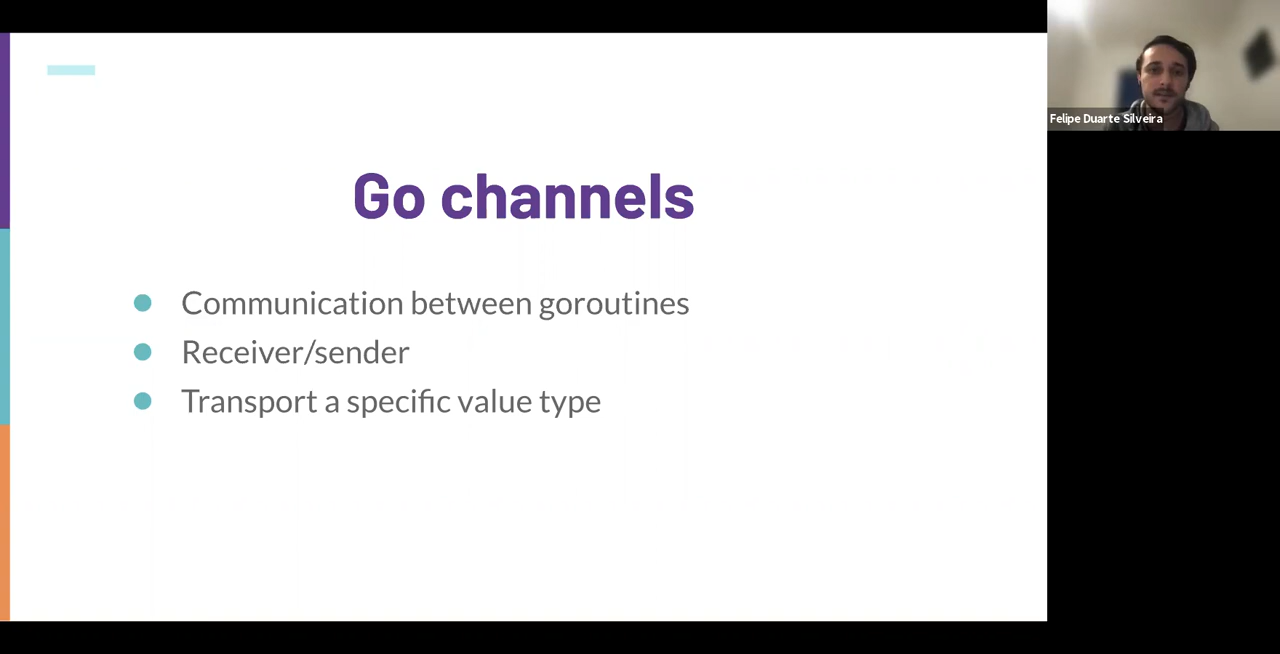 Go channels
Communication between goroutines
Receiver/sender
Transport a specific value type
Felipe Duarte Silveira